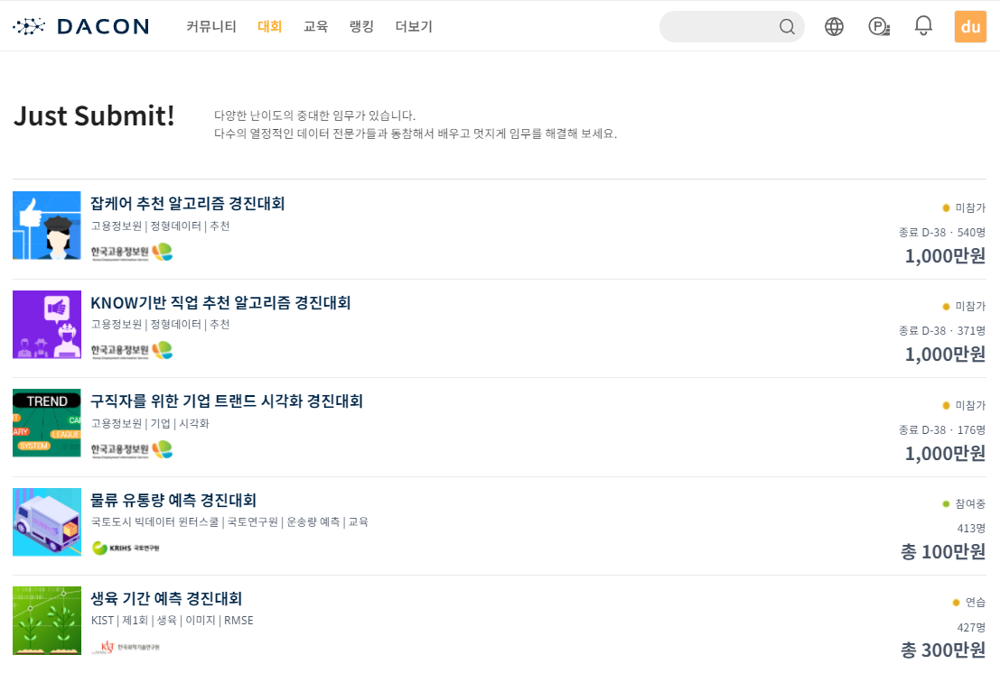 DACON 커뮤니티 대회 교육 랭킹 더보기 du
Just Submit!
다양한 난이도의 중대한 임무가 있습니다.
다수의 열정적인 데이터 전문가들과 동참해서 배우고 멋지게 임무를 해결해 보세요.
잡케어 추천 알고리즘 경진대회
미참가
고용정보원 | 정형데이터 | 추천
종료 D-38 · 540명
한국고용정보원
1,000만원
KNOW기반 직업 추천 알고리즘 경진대회
미참가
고용정보원 | 정형데이터 | 추천
종료 D-38 · 371명
한국고용정보원
1,000만원
TREND
구직자를 위한 기업 트랜드 시각화 경진대회
미참가
고용정보원 | 기업 | 시각화
종료 D-38 · 176명
ARY
LEAGUE
SYSTEM
한국고용정보원
1,000만원
물류 유통량 예측 경진대회
참여중
국토도시 빅데이터 윈터스쿨 | 국토연구원 | 운송량 예측 | 교육
413명
KRIHS 국토연구원
총 100만원
생육 기간 예측 경진대회
연습
KIST | 제1회 | 생육 | 이미지 | RMSE
427명
KIST 한국과학기술연구원
총 300만원